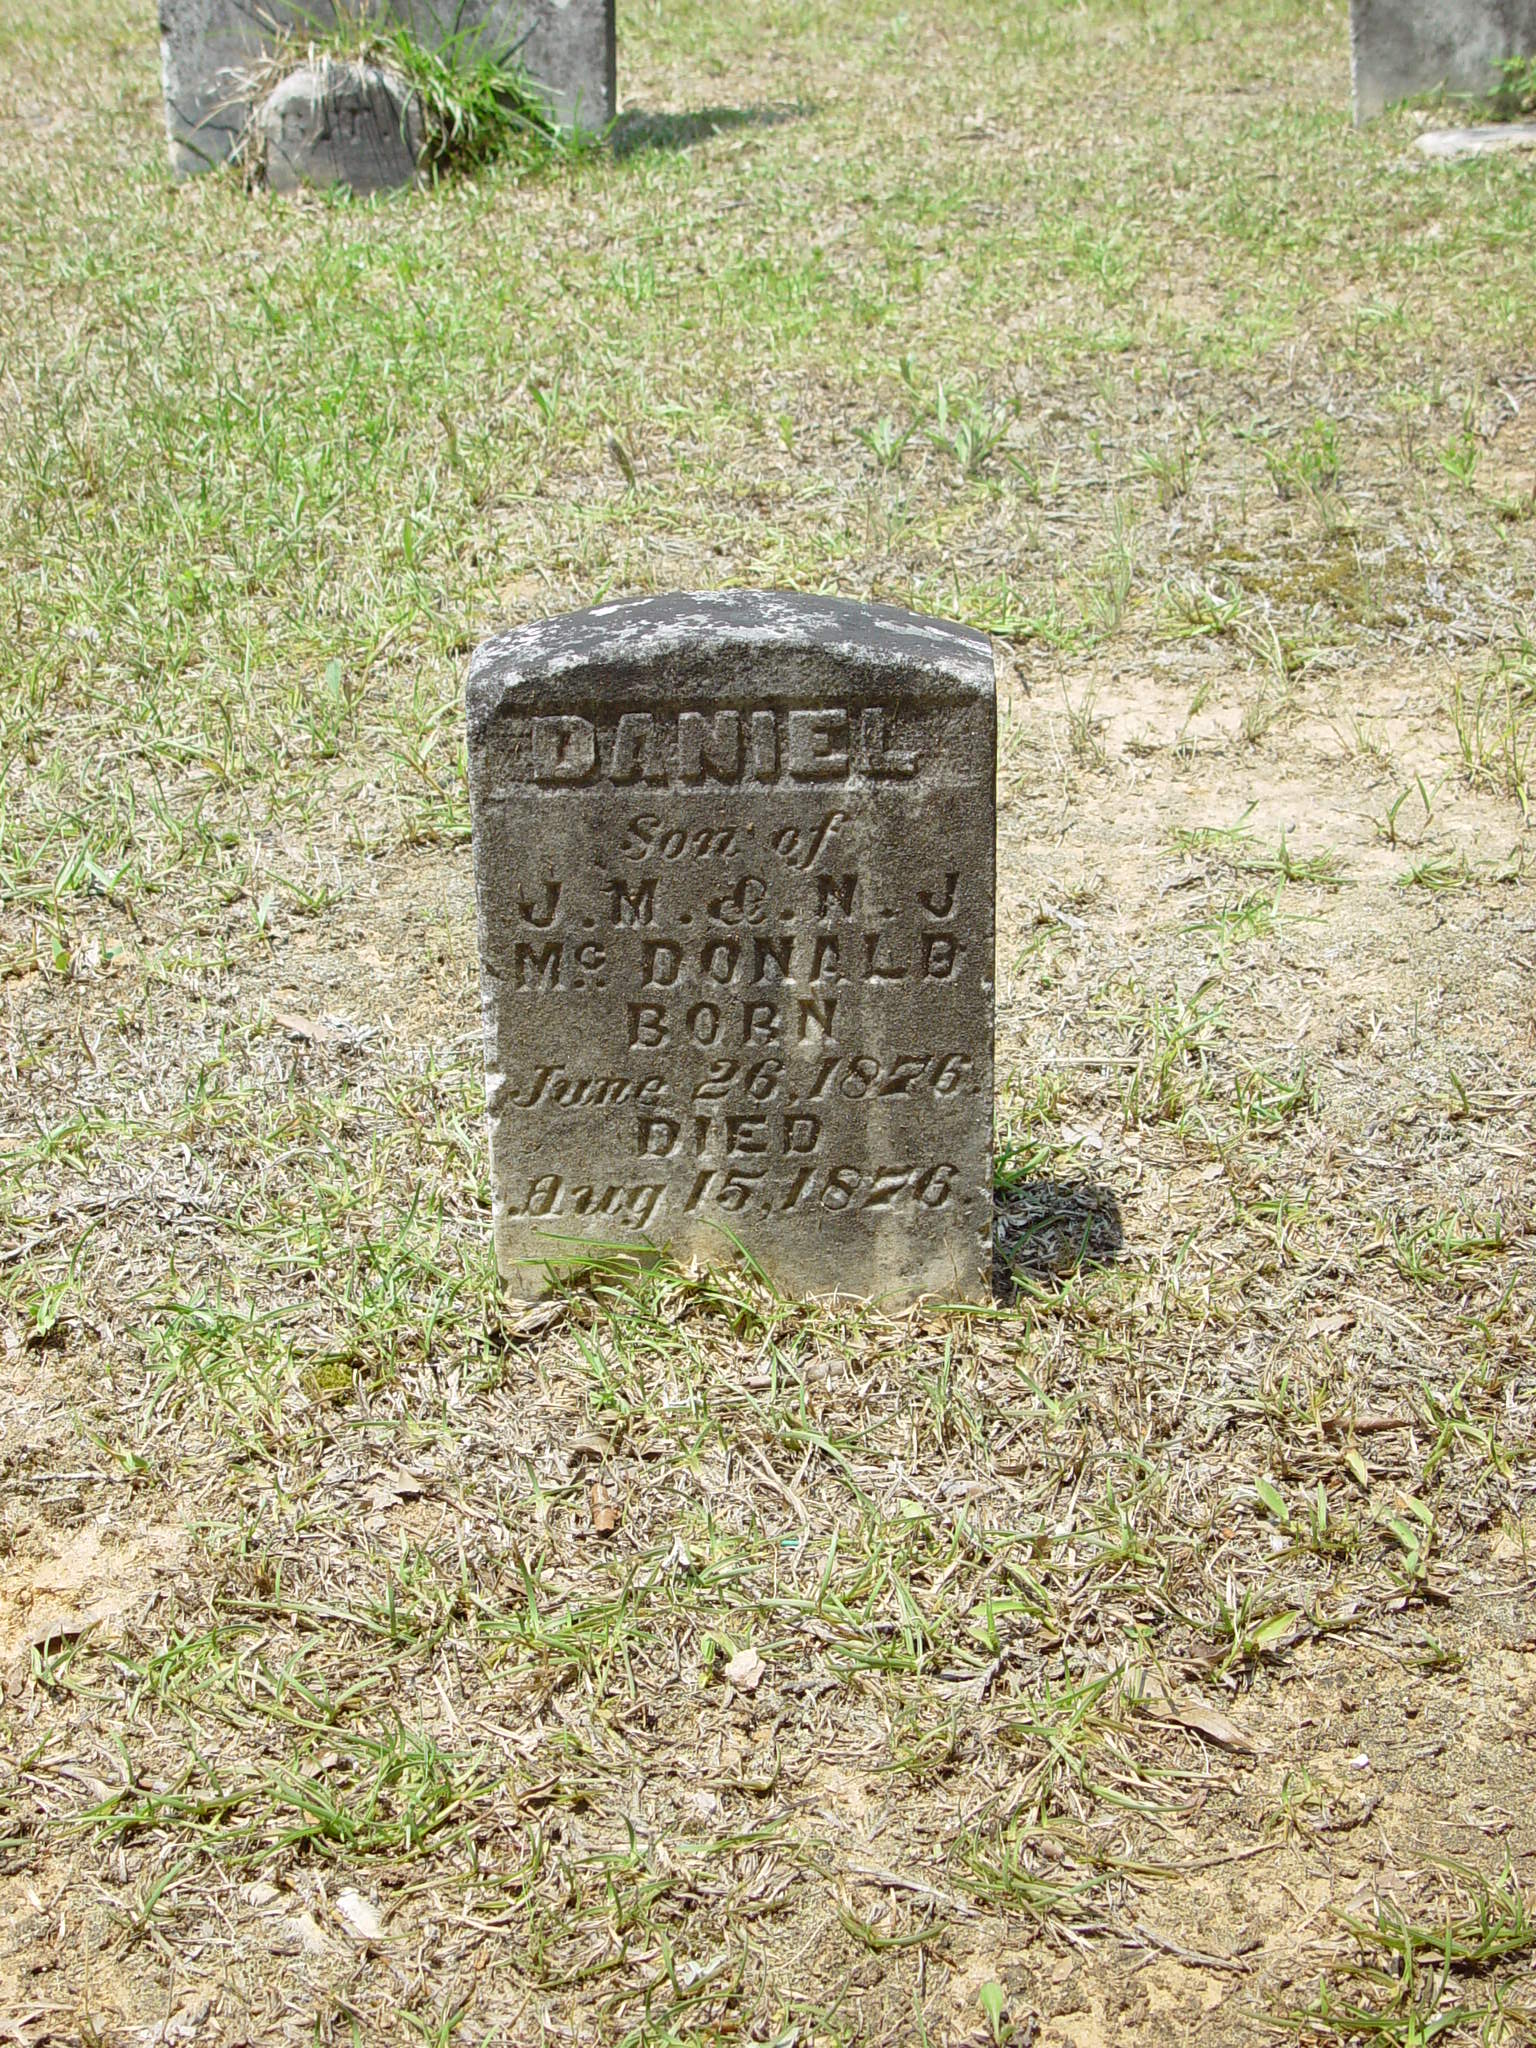 DANIEL
Son of
J. M. & N. J
Mc DONALD
BORN
June 26, 1876.
DIED
Aug 15, 1876.